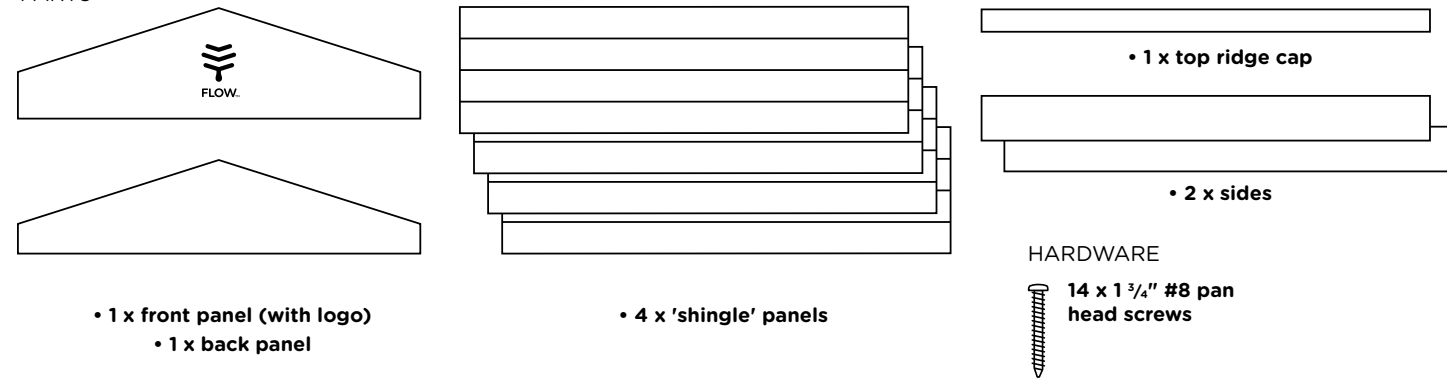 FLOW™
• 1 x front panel (with logo)
• 1 x back panel
• 4 x 'shingle' panels
• 1 x top ridge cap
• 2 x sides
HARDWARE
14 x 1 ¾" #8 pan
head screws